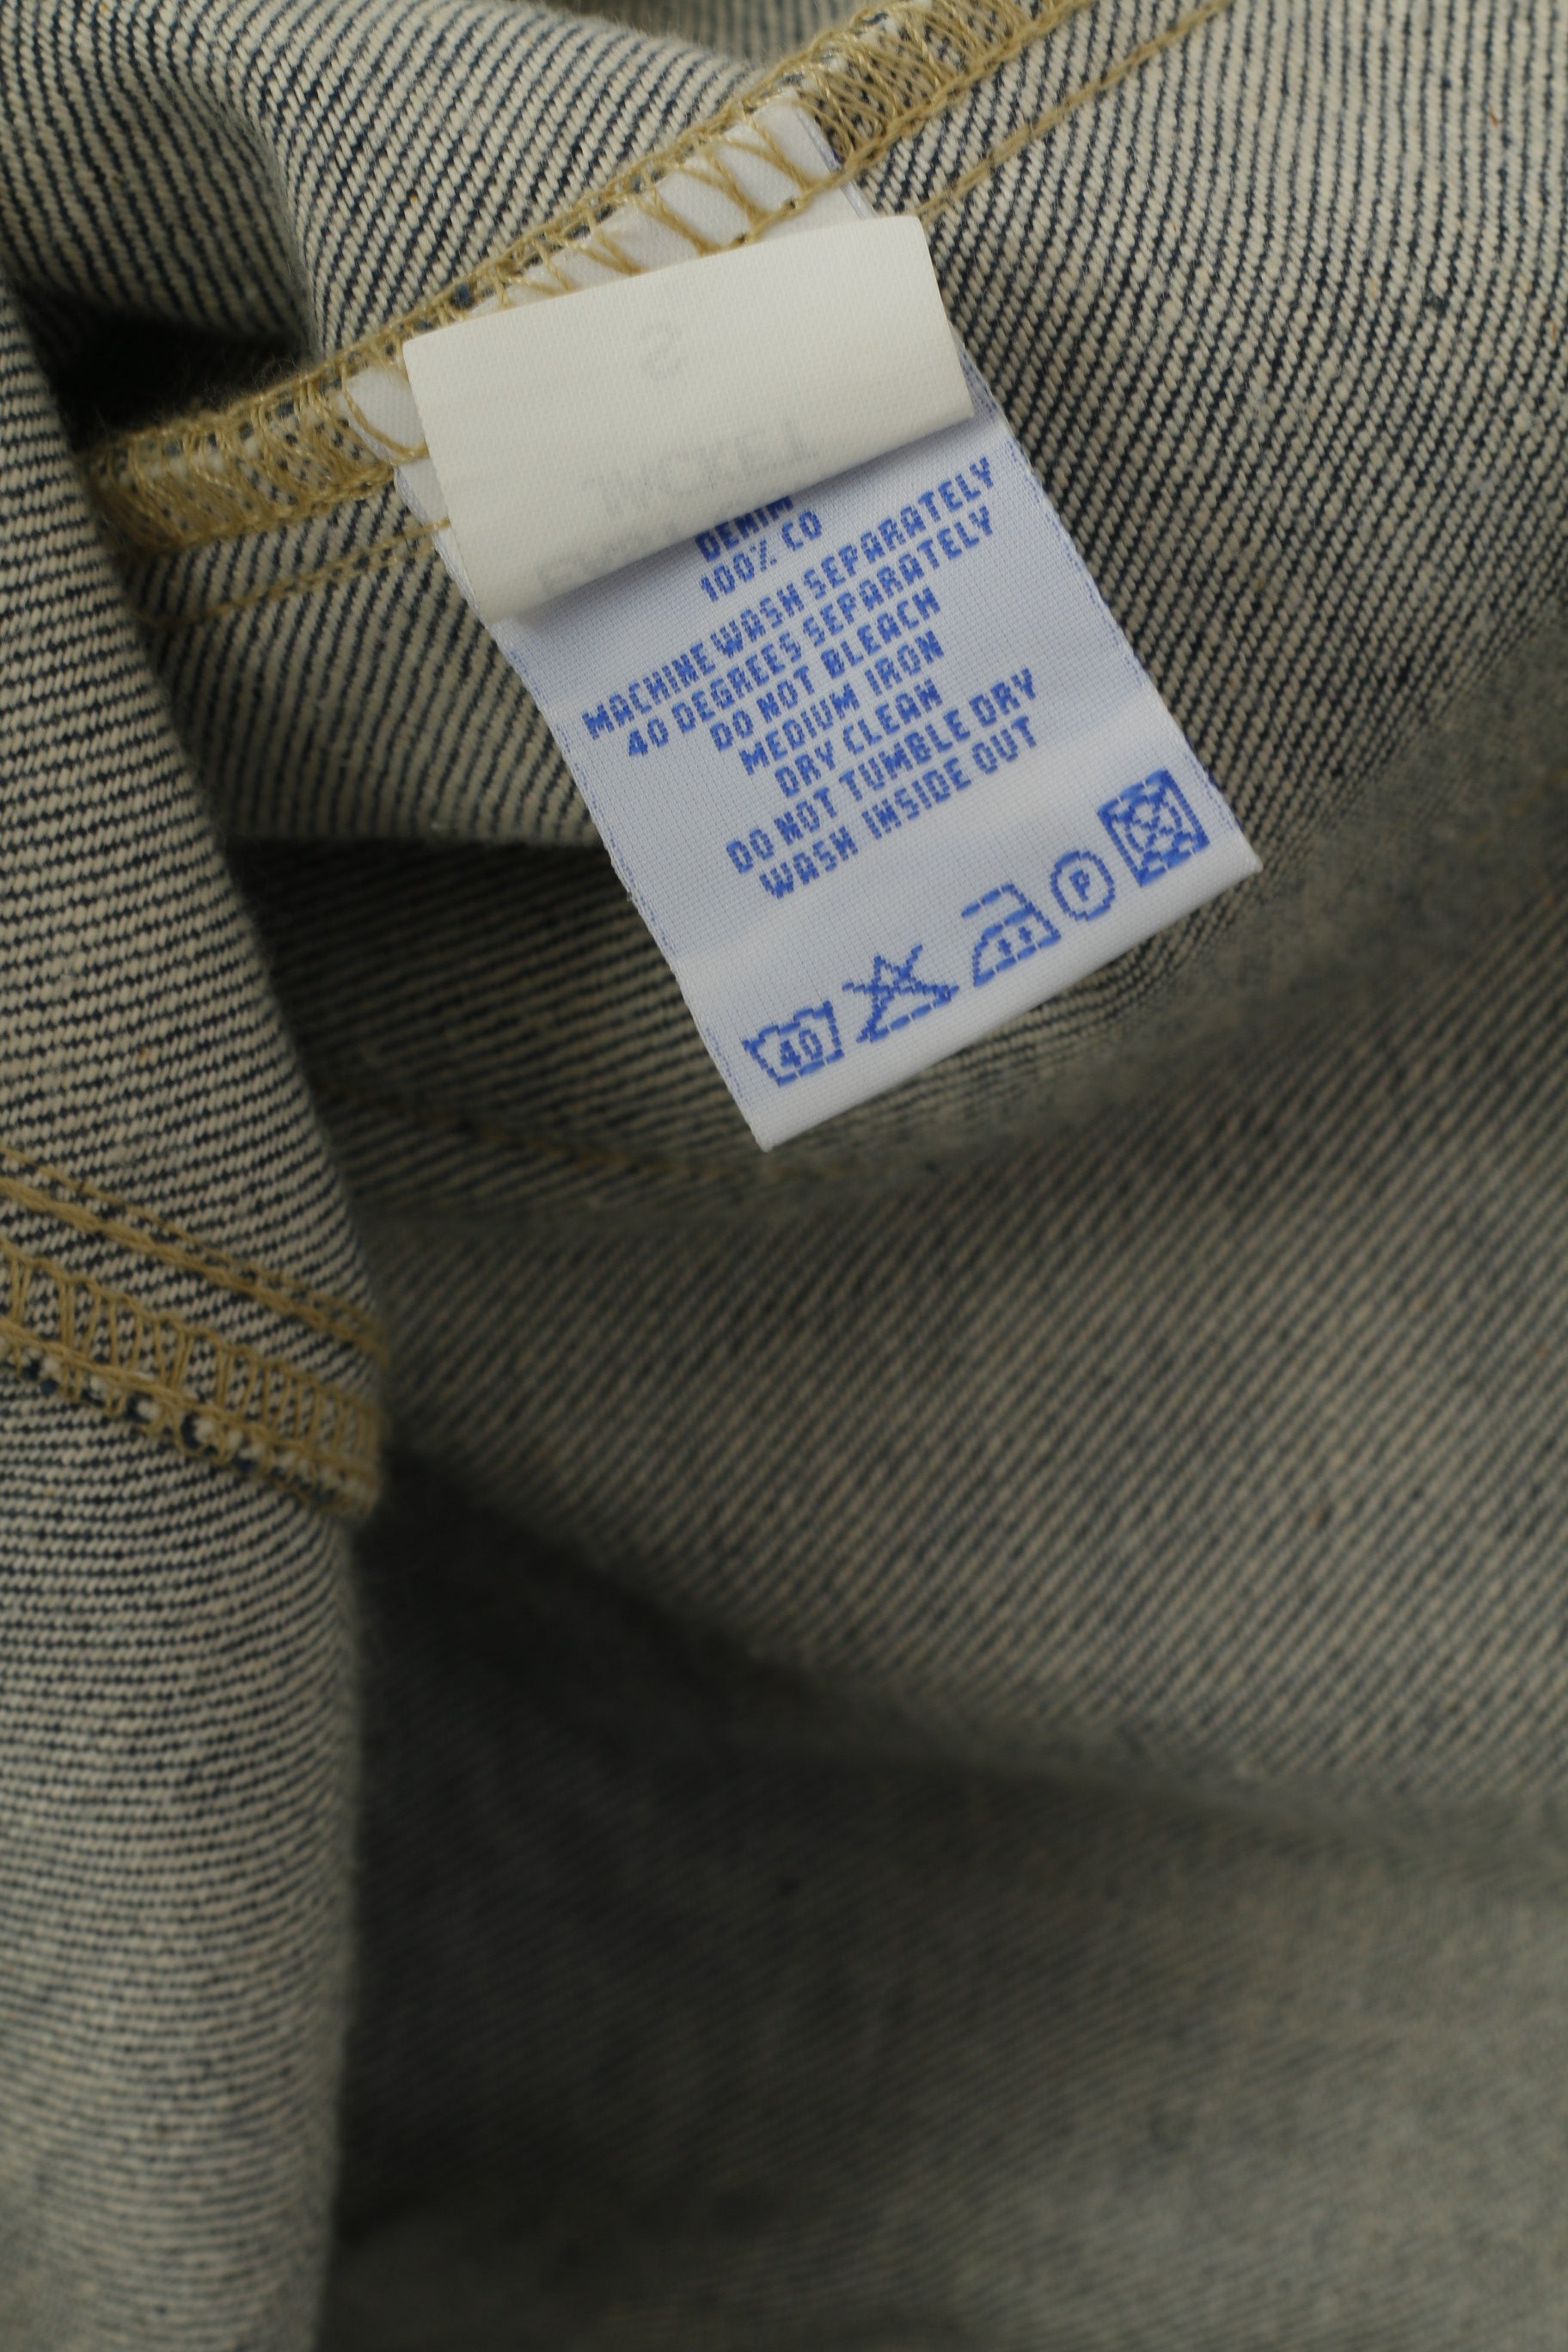 DENIM
100% CO
MACHINE WASH SEPARATELY
40 DEGREES SEPARATELY
DO NOT BLEACH
MEDIUM IRON
DRY CLEAN
DO NOT TUMBLE DRY
WASH INSIDE OUT
40 P